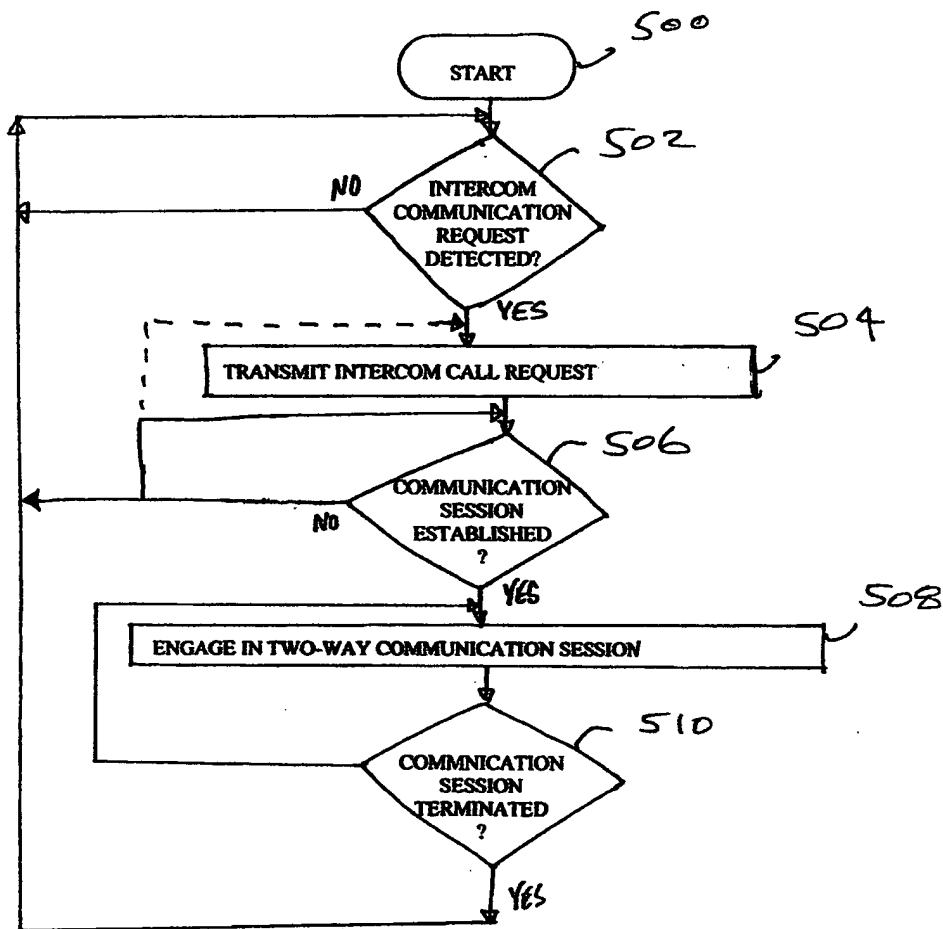 500
START
502
NO
INTERCOM
COMMUNICATION
REQUEST
DETECTED?
YES
504
TRANSMIT INTERCOM CALL REQUEST
506
COMMUNICATION
SESSION
ESTABLISHED
?
NO
YES
508
ENGAGE IN TWO-WAY COMMUNICATION SESSION
510
COMMNICATION
SESSION
TERMINATED
?
YES